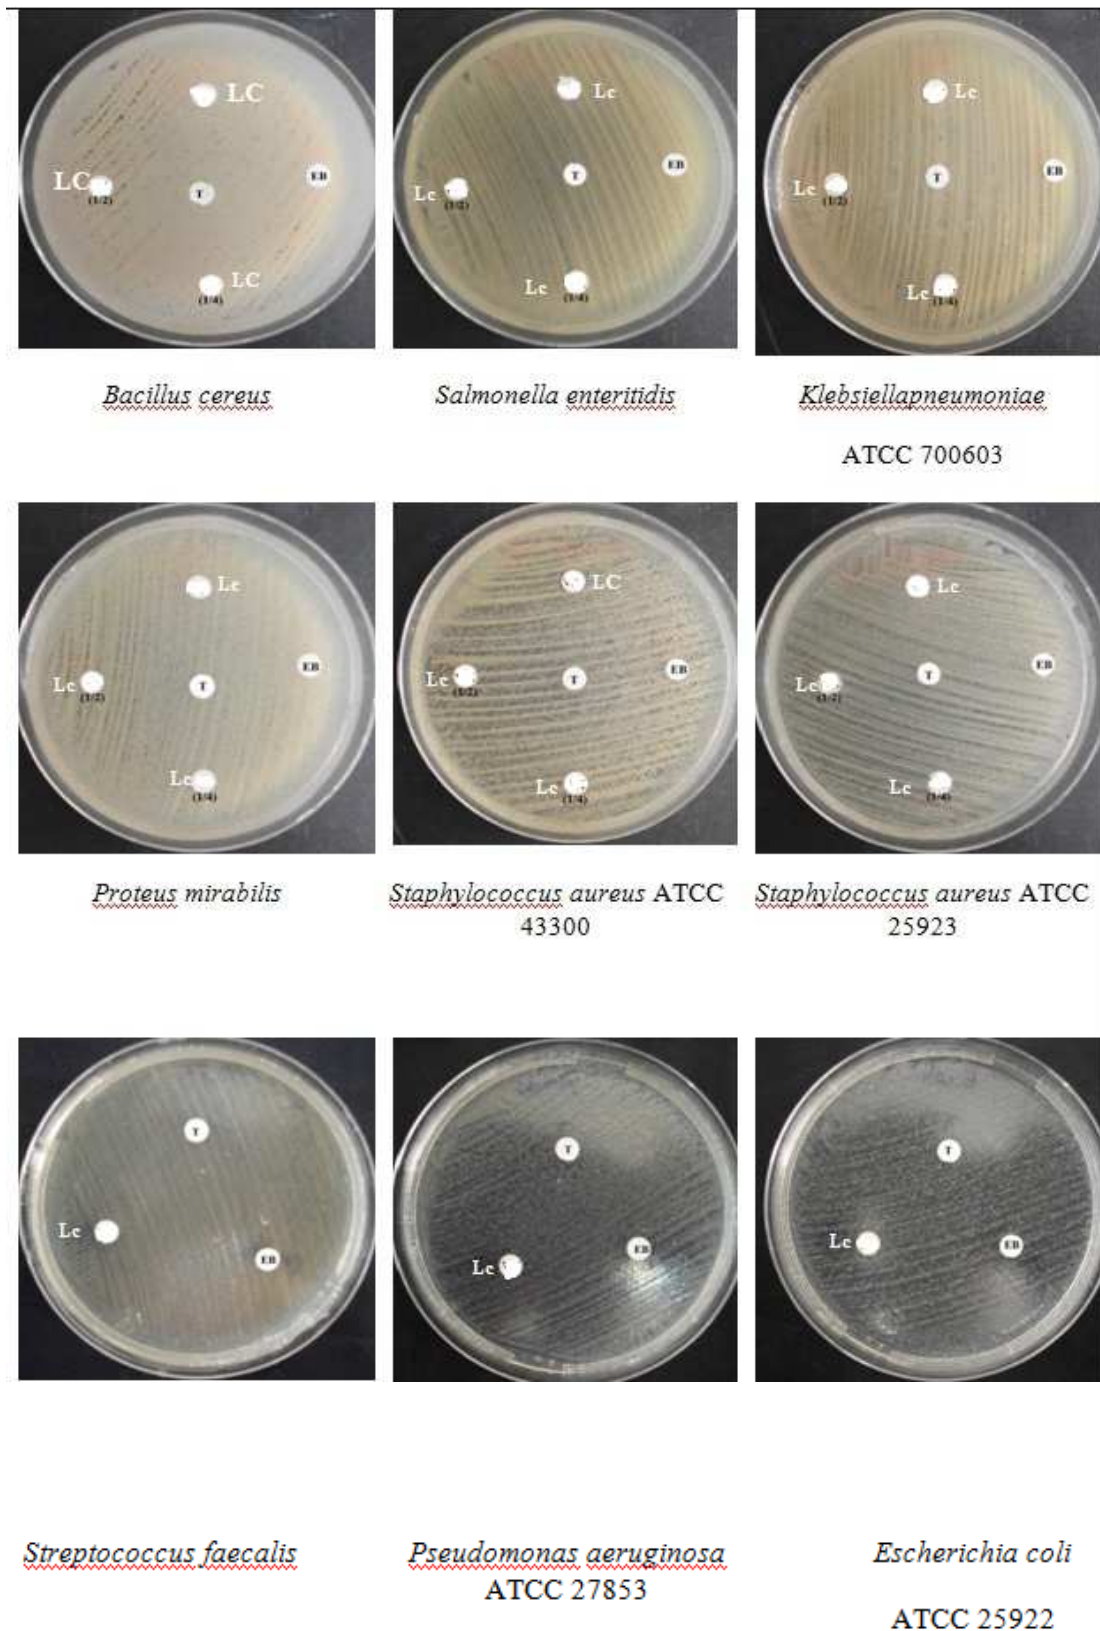 LC
LC
(1/2)
T
EB
LC
(1/4)
Lc
Lc
(1/2)
T
EB
Lc
(1/4)
Lc
Lc
(1/2)
T
EB
Lc
(1/4)
Bacillus cereus
Salmonella enteritidis
Klebsiellapneumoniae
ATCC 700603
Lc
Lc
(1/2)
T
EB
Lc
(1/4)
LC
Lc
(1/2)
T
EB
Lc
(1/4)
Lc
Lc
(1/2)
T
EB
Lc
(1/4)
Proteus mirabilis
Staphylococcus aureus ATCC
43300
Staphylococcus aureus ATCC
25923
T
Lc
EB
T
Lc
EB
T
Lc
EB
Streptococcus faecalis
Pseudomonas aeruginosa
ATCC 27853
Escherichia coli
ATCC 25922